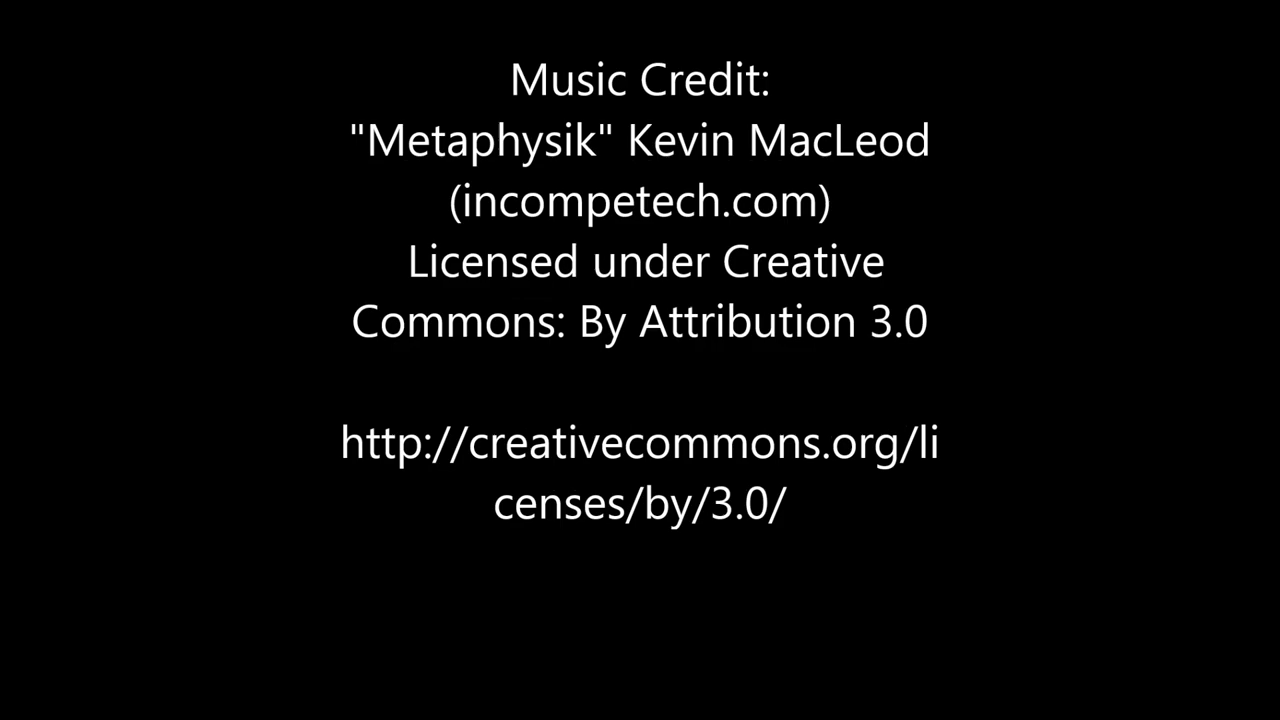 Music Credit:
"Metaphysik" Kevin MacLeod
(incompetech.com)
Licensed under Creative
Commons: By Attribution 3.0
http://creativecommons.org/li
censes/by/3.0/